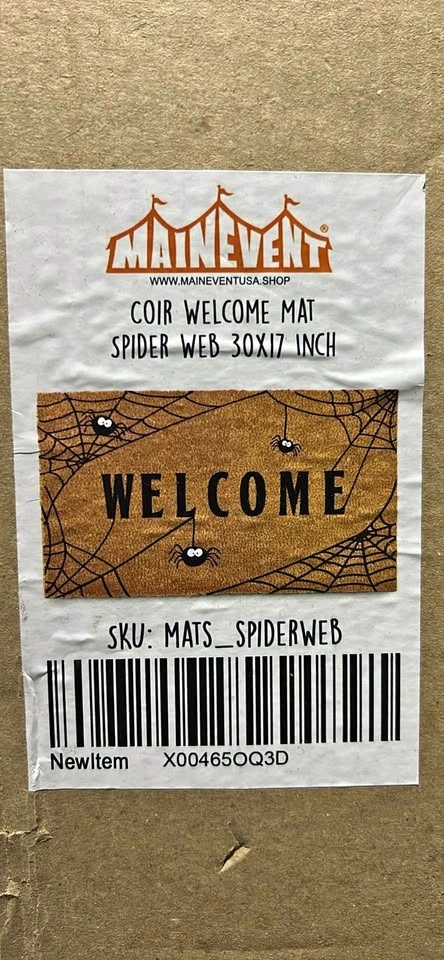 MAINEVENT®
WWW.MAINEVENTUSA.SHOP
COIR WELCOME MAT
SPIDER WEB 30X17 INCH
WELCOME
SKU: MATS_SPIDERWEB
NewItem X00465OQ3D